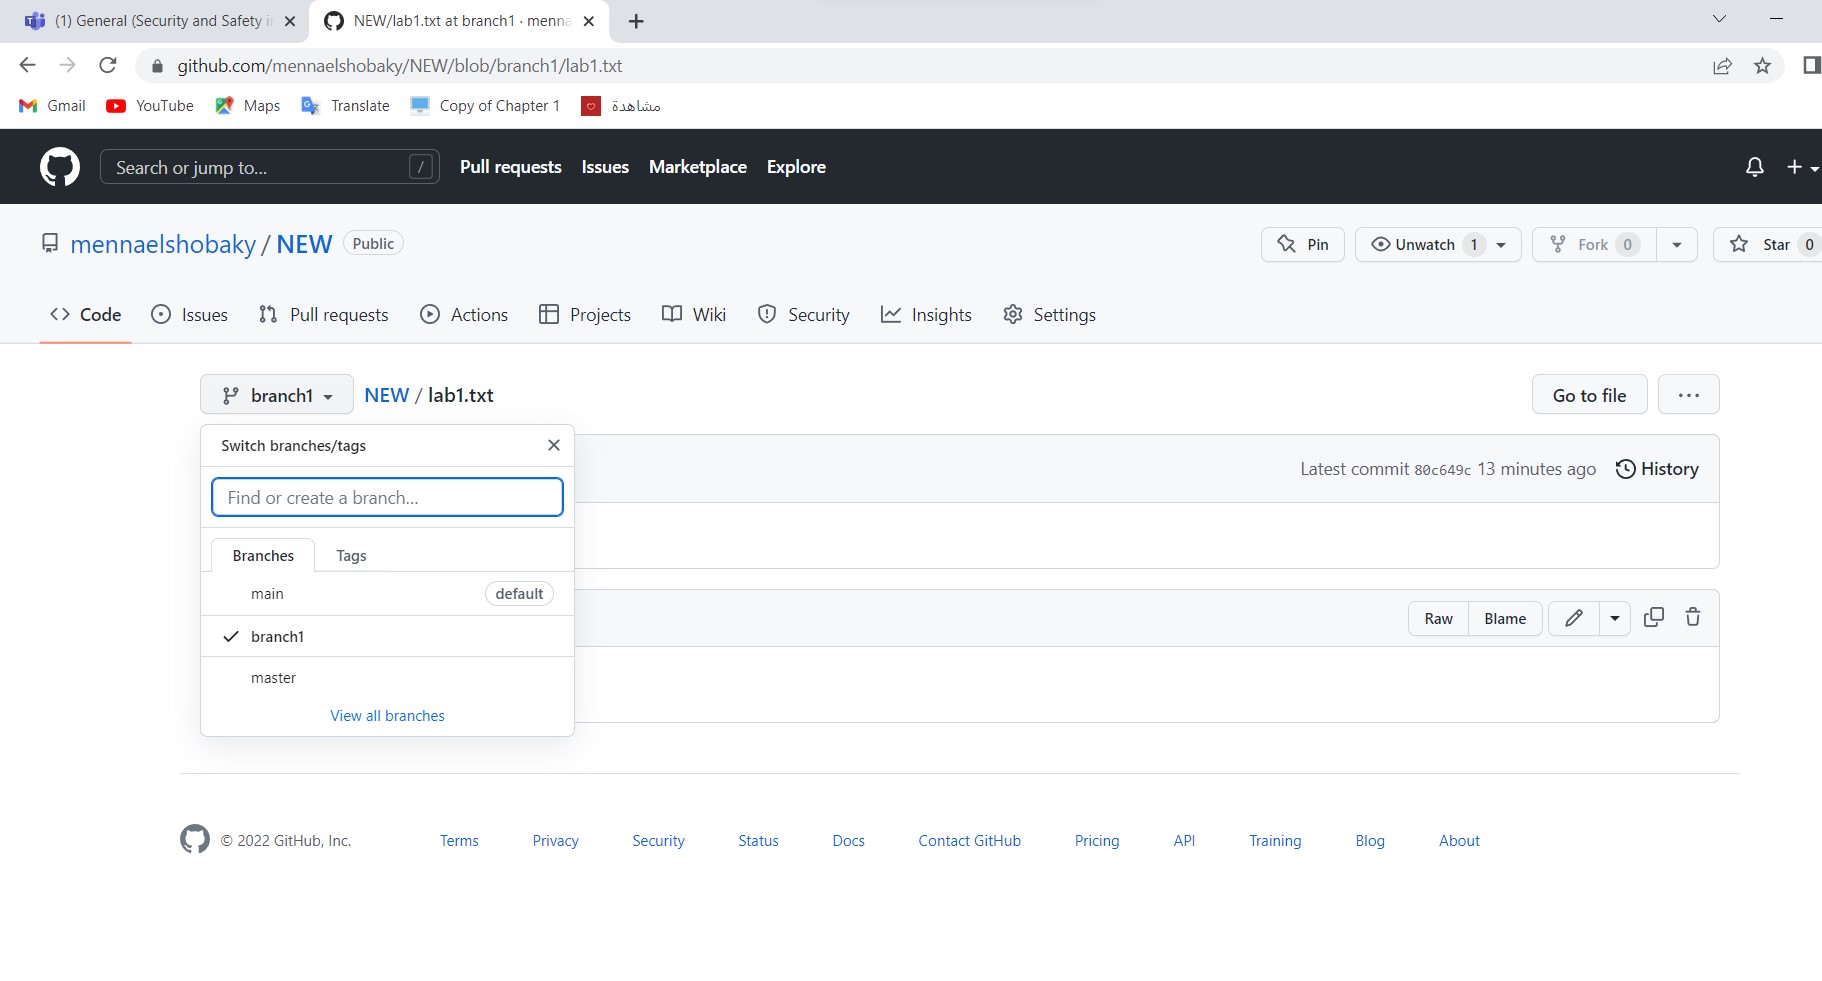 (1) General (Security and Safety i
NEW/lab1.txt at branch1 · menna
github.com/mennaelshobaky/NEW/blob/branch1/lab1.txt
Gmail
YouTube
Maps
Translate
Copy of Chapter 1
مشاهدة
Search or jump to...
/
Pull requests
Issues
Marketplace
Explore
mennaelshobaky / NEW
Public
Pin
Unwatch 1
Fork 0
Star 0
<> Code
Issues
Pull requests
Actions
Projects
Wiki
Security
Insights
Settings
branch1
NEW / lab1.txt
Go to file
...
Switch branches/tags
Find or create a branch...
Latest commit 80c649c 13 minutes ago
History
Branches
Tags
main
default
branch1
master
View all branches
Raw
Blame
© 2022 GitHub, Inc.
Terms
Privacy
Security
Status
Docs
Contact GitHub
Pricing
API
Training
Blog
About